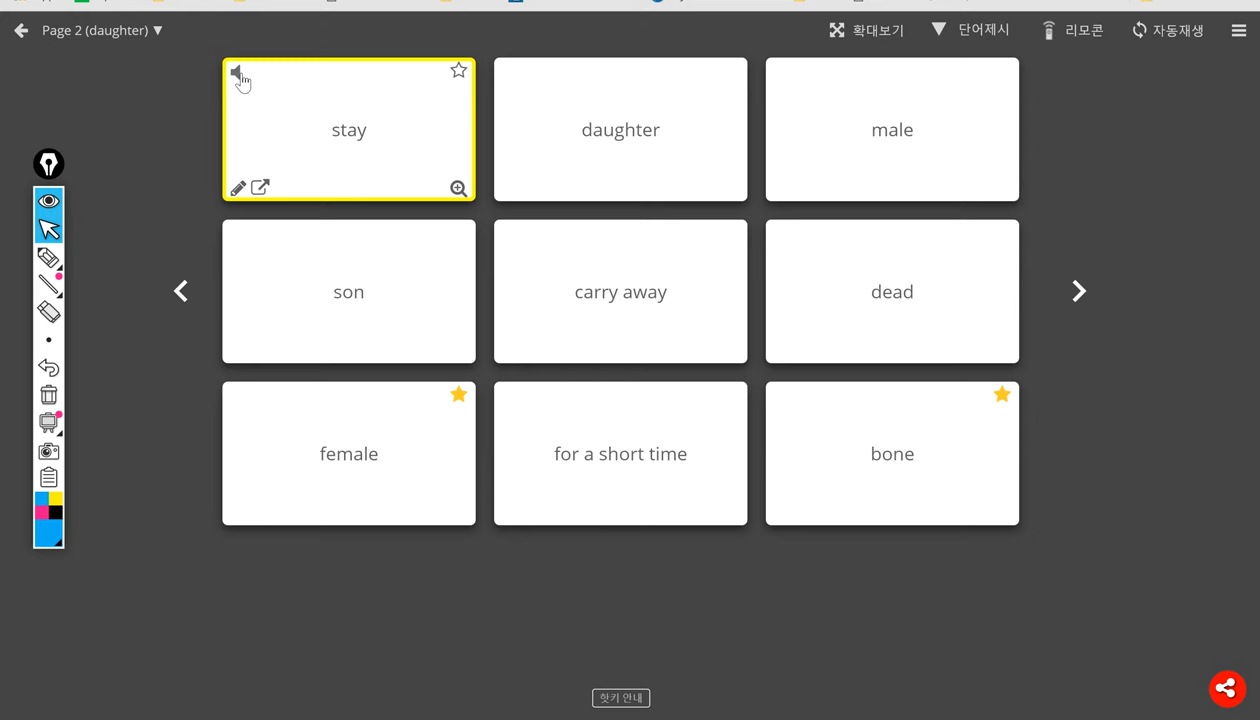 Page 2 (daughter) ▼
확대보기
▼ 단어제시
리모콘
자동재생
stay
daughter
male
son
carry away
dead
female
for a short time
bone
핫키 안내